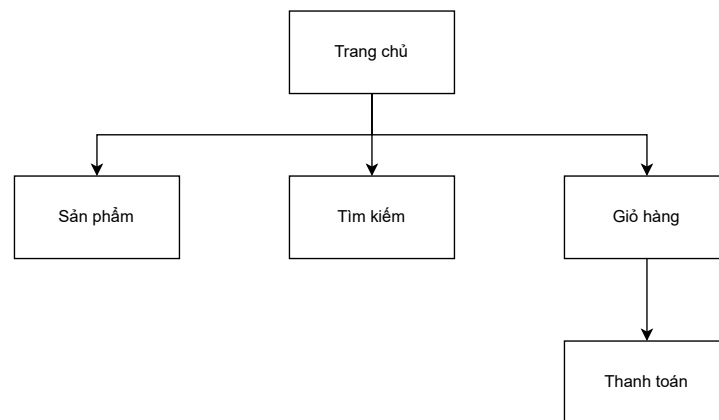 Trang chủ
Sản phẩm
Tìm kiếm
Giỏ hàng
Thanh toán